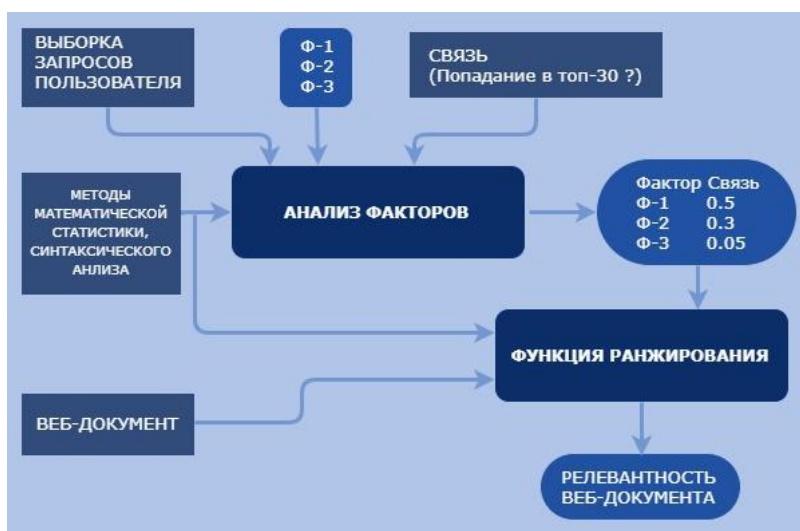 ВЫБОРКА
ЗАПРОСОВ
ПОЛЬЗОВАТЕЛЯ
Ф-1
Ф-2
Ф-3
СВЯЗЬ
(Попадание в топ-30 ?)
МЕТОДЫ
МАТЕМАТИЧЕСКОЙ
СТАТИСТИКИ,
СИНТАКСИЧЕСКОГО
АНЛИЗА
АНАЛИЗ ФАКТОРОВ
Фактор Связь
Ф-1 0.5
Ф-2 0.3
Ф-3 0.05
ФУНКЦИЯ РАНЖИРОВАНИЯ
ВЕБ-ДОКУМЕНТ
РЕЛЕВАНТНОСТЬ
ВЕБ-ДОКУМЕНТА